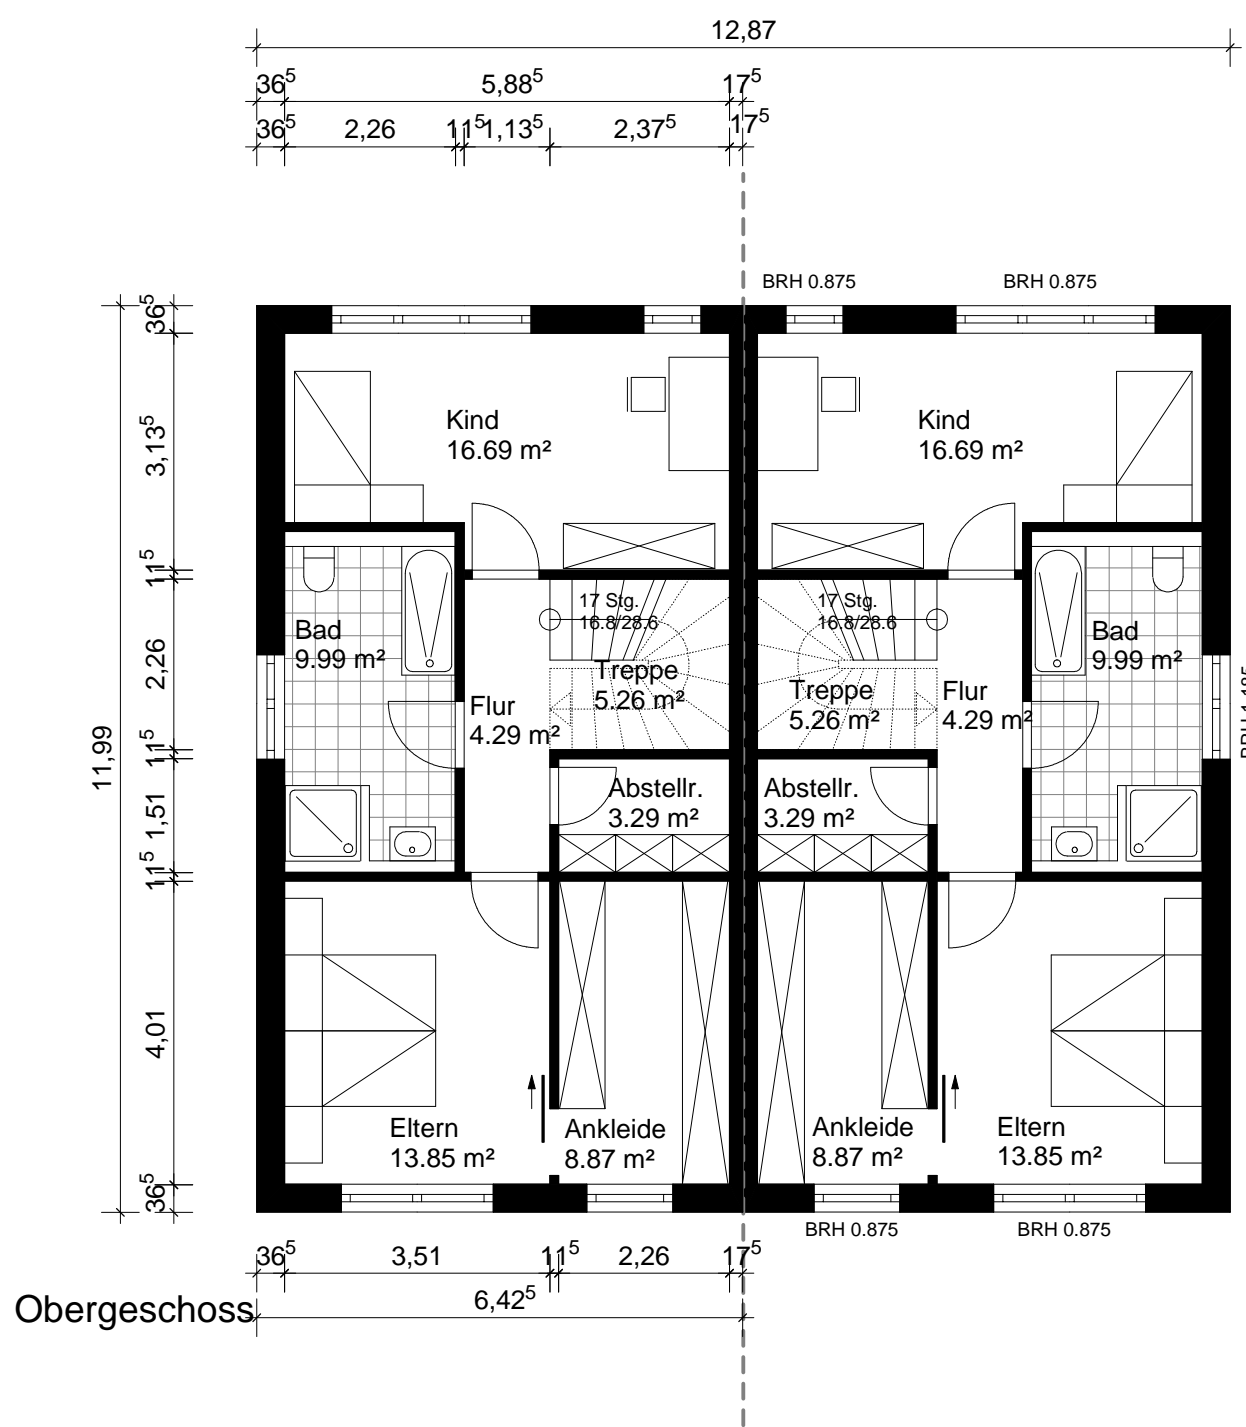 12,87
36⁵ 5,88⁵ 17⁵
36⁵ 2,26 11⁵ 1,13⁵ 2,37⁵ 17⁵
BRH 0.875 BRH 0.875
36⁵
3,13⁵
11⁵
2,26
11⁵
1,51
11⁵
4,01
36⁵
11,99
Kind
16.69 m²
Kind
16.69 m²
17 Stg.
16.8/28.6
17 Stg.
16.8/28.6
Bad
9.99 m²
Treppe
5.26 m²
Flur
4.29 m²
Treppe
5.26 m²
Flur
4.29 m²
Bad
9.99 m²
BRH 1.485
Abstellr.
3.29 m²
Abstellr.
3.29 m²
Eltern
13.85 m²
Ankleide
8.87 m²
Ankleide
8.87 m²
Eltern
13.85 m²
BRH 0.875 BRH 0.875
36⁵ 3,51 11⁵ 2,26 17⁵
6,42⁵
Obergeschoss